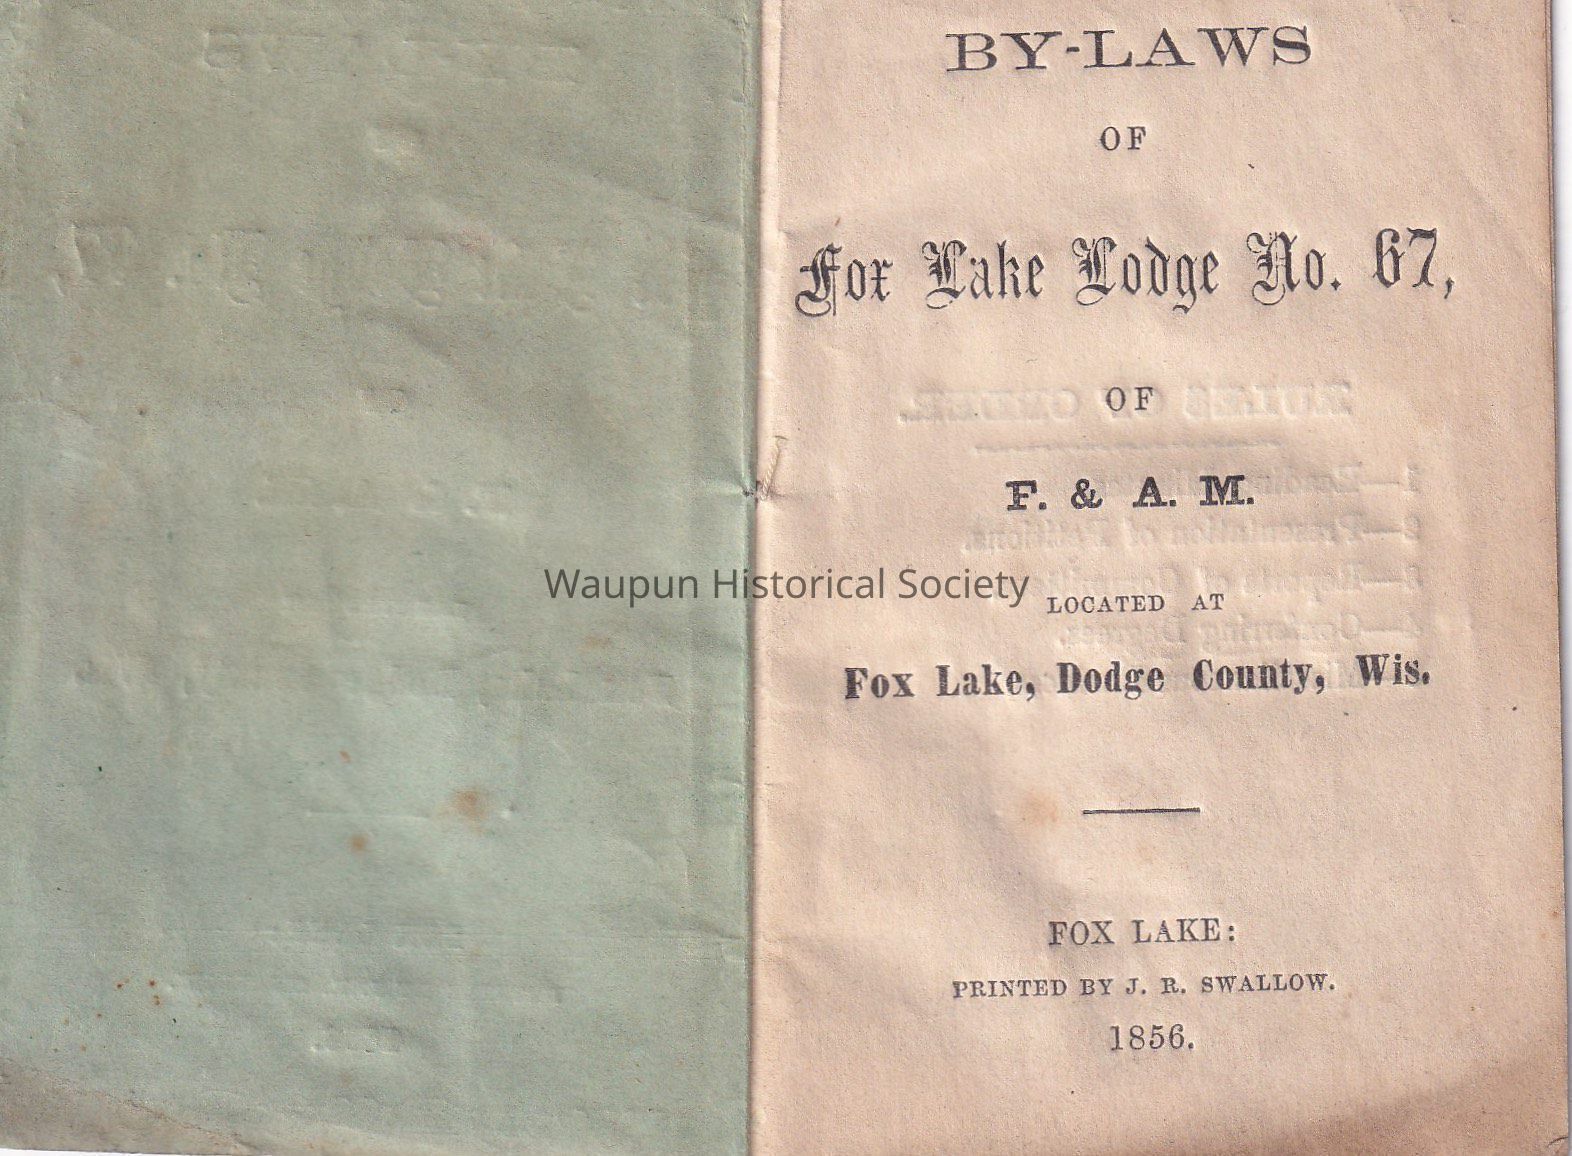 BY-LAWS
OF
Fox Lake Lodge No. 67,
OF
F. & A. M.
Waupun Historical Society
LOCATED AT
Fox Lake, Dodge County, Wis.
FOX LAKE:
PRINTED BY J. R. SWALLOW.
1856.